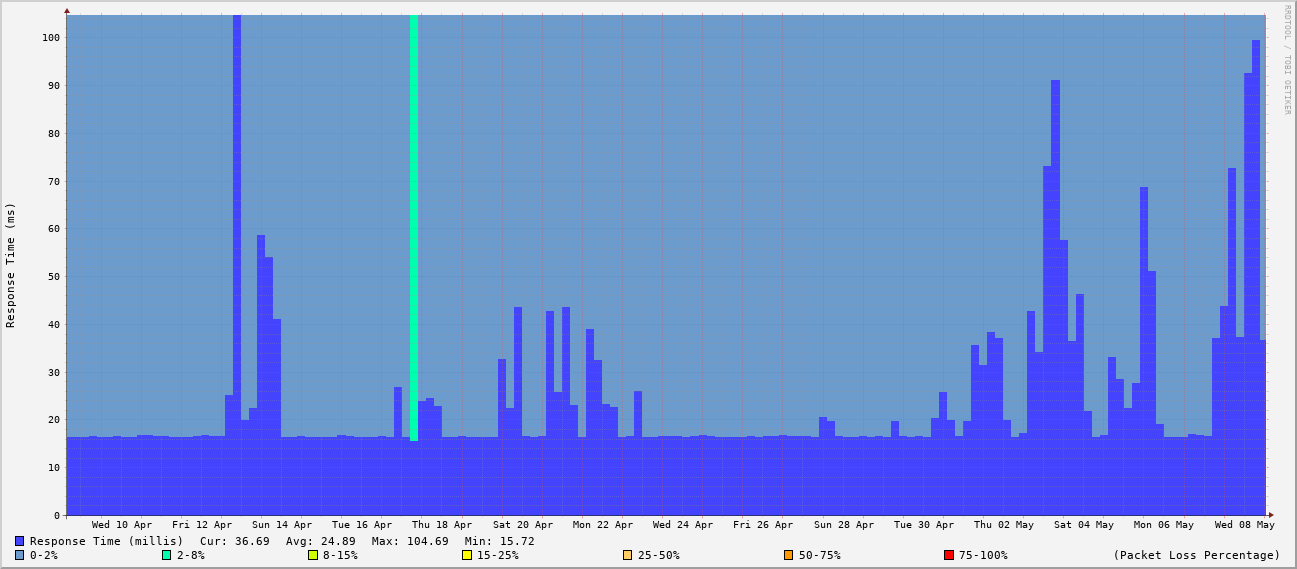 RRDTOOL / TOBI OETIKER
Response Time (ms)
100
90
80
70
60
50
40
30
20
10
0
Wed 10 Apr Fri 12 Apr Sun 14 Apr Tue 16 Apr Thu 18 Apr Sat 20 Apr Mon 22 Apr Wed 24 Apr Fri 26 Apr Sun 28 Apr Tue 30 Apr Thu 02 May Sat 04 May Mon 06 May Wed 08 May
Response Time (millis) Cur: 36.69 Avg: 24.89 Max: 104.69 Min: 15.72
0-2% 2-8% 8-15% 15-25% 25-50% 50-75% 75-100% (Packet Loss Percentage)